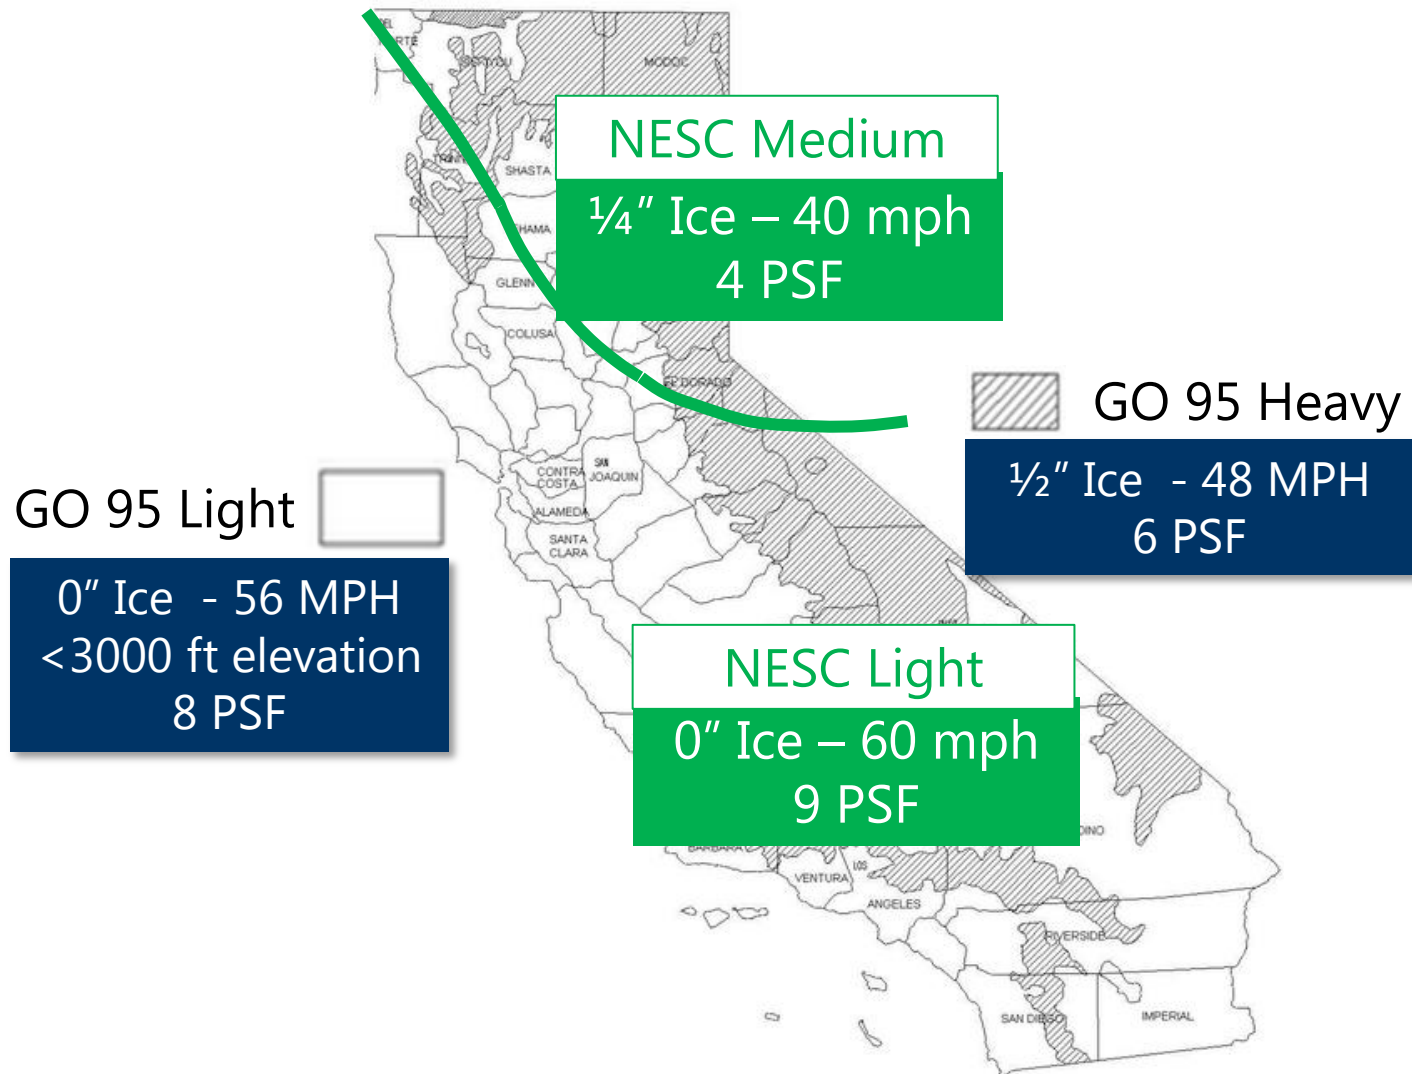 MODOC
SHASTA
NESC Medium
¼" Ice – 40 mph
4 PSF
GLENN
COLUSA
EL DORADO
GO 95 Heavy
½" Ice - 48 MPH
6 PSF
CONTRA
COSTA
SAN
JOAQUIN
ALAMEDA
SANTA
CLARA
GO 95 Light
0" Ice - 56 MPH
<3000 ft elevation
8 PSF
NESC Light
0" Ice – 60 mph
9 PSF
BARBARA
VENTURA
LOS
ANGELES
RIVERSIDE
SAN DIEGO
IMPERIAL